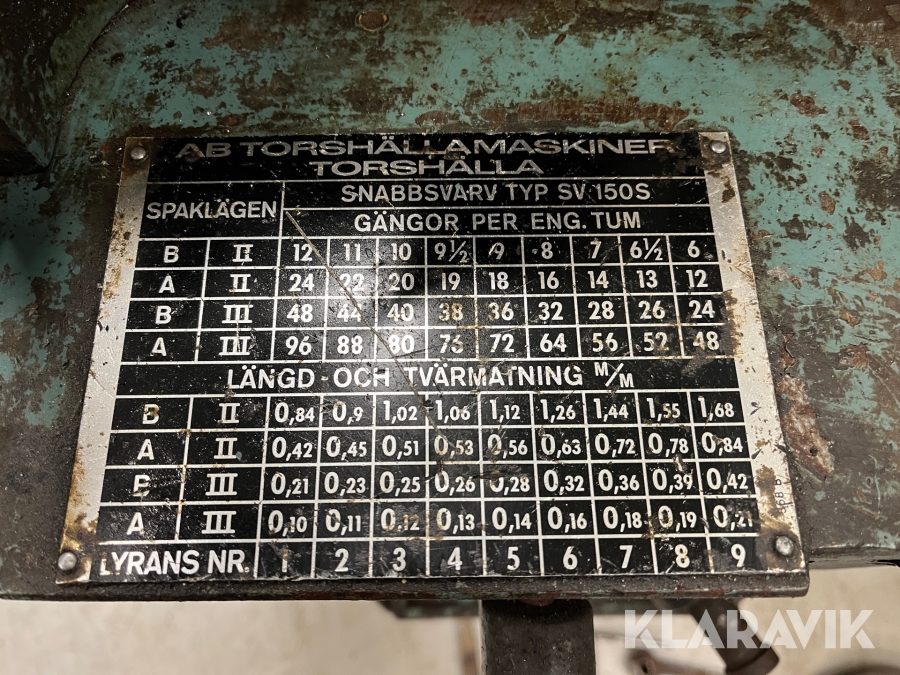 AB TORSHÄLLAMASKINER
TORSHÄLLA
SPAKLÄGEN
SNABBSVARV TYP SV 150S
GÄNGOR PER ENG. TUM
B II 12 11 10 9½ 9 8 7 6½ 6
A II 24 22 20 19 18 16 14 13 12
B III 48 44 40 38 36 32 28 26 24
A III 96 88 80 76 72 64 56 52 48
LÄNGD- OCH TVÄRMATNING M/M
B II 0,84 0,9 1,02 1,06 1,12 1,26 1,44 1,55 1,68
A II 0,42 0,45 0,51 0,53 0,56 0,63 0,72 0,78 0,84
B III 0,21 0,23 0,25 0,26 0,28 0,32 0,36 0,39 0,42
A III 0,10 0,11 0,12 0,13 0,14 0,16 0,18 0,19 0,21
LYRANS NR. 1 2 3 4 5 6 7 8 9
KLARAVIK